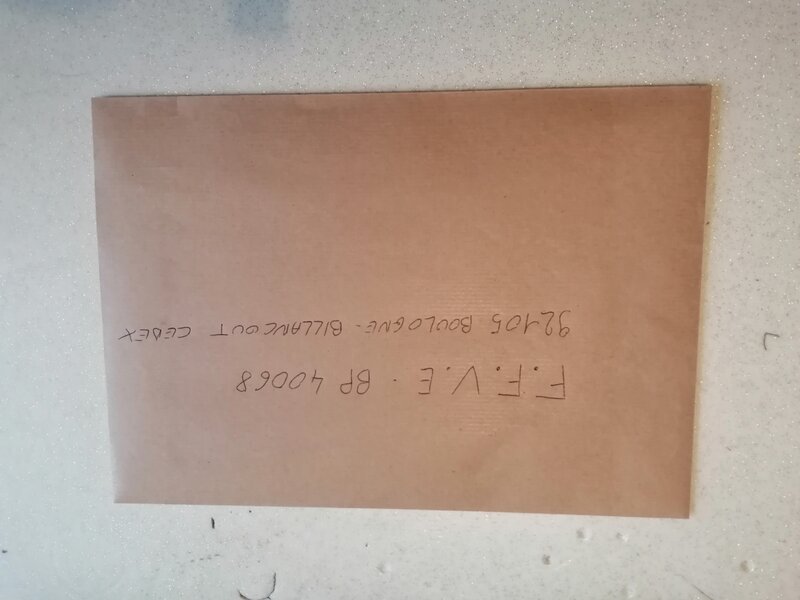 F.F.V.E - BP 40068
92105 BOULOGNE-BILLANCOUT CEDEX